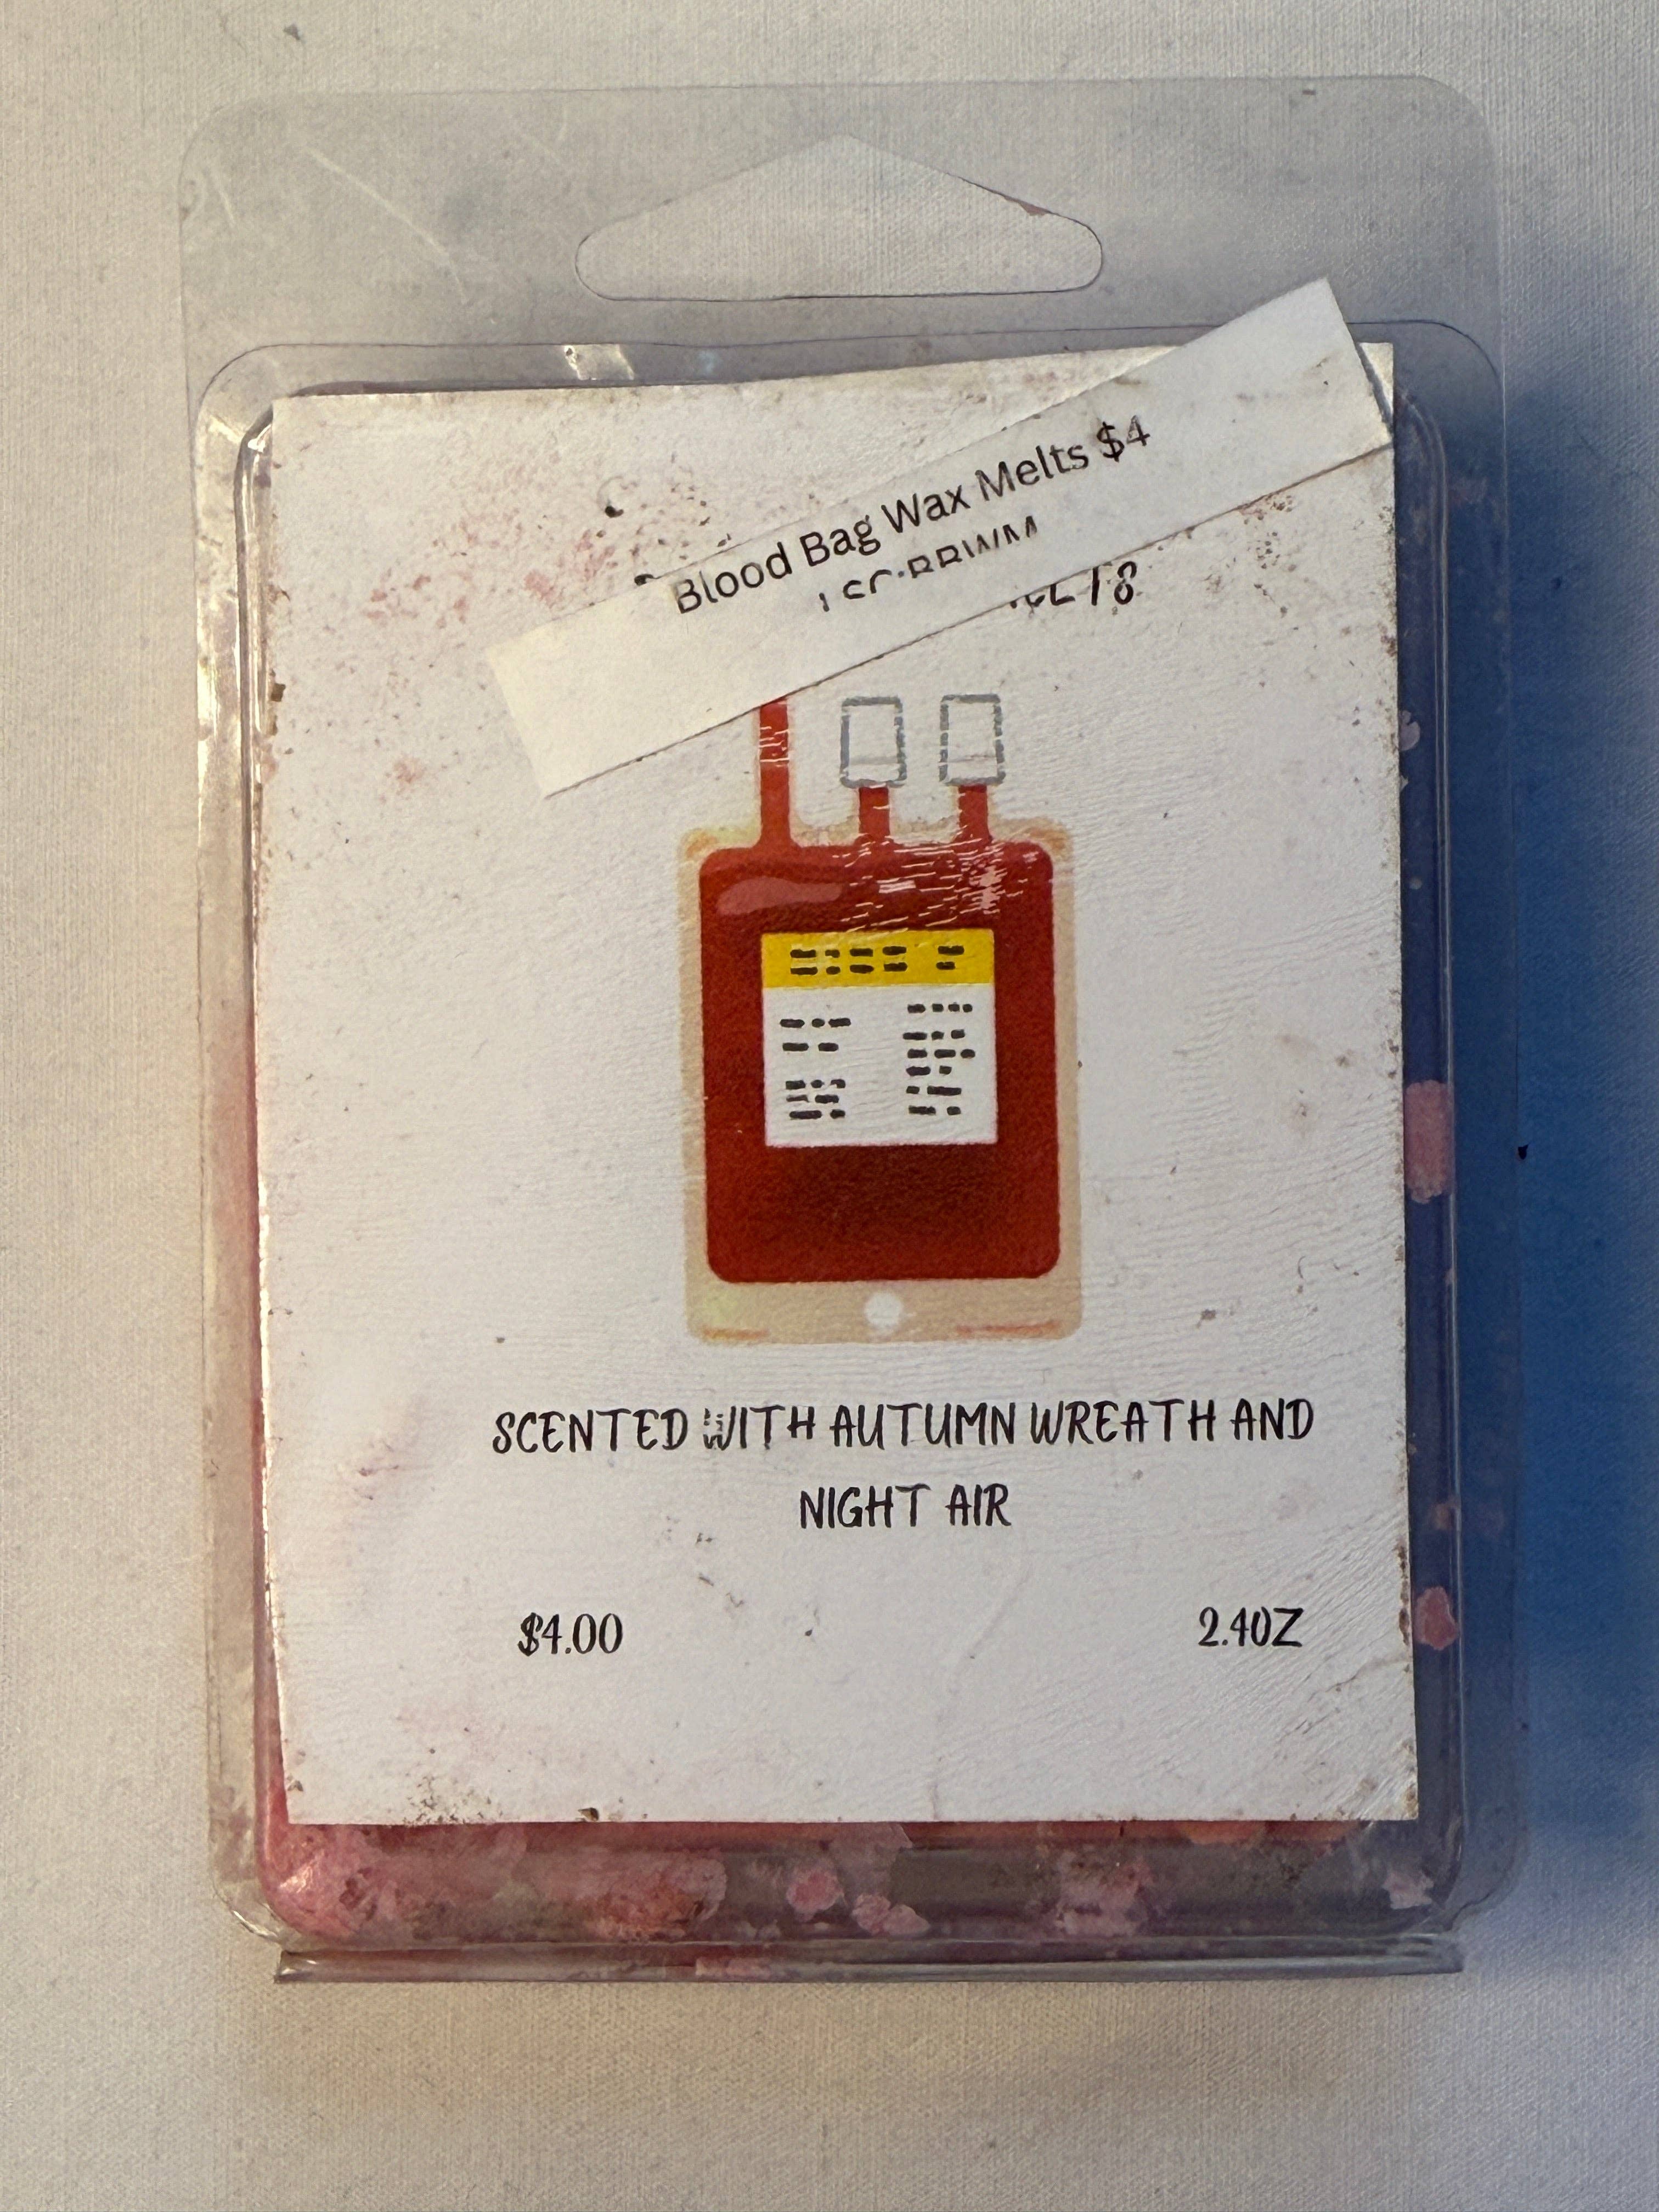 Blood Bag Wax Melts $4
SCENTED WITH AUTUMN WREATH AND
NIGHT AIR
$4.00
2.4OZ